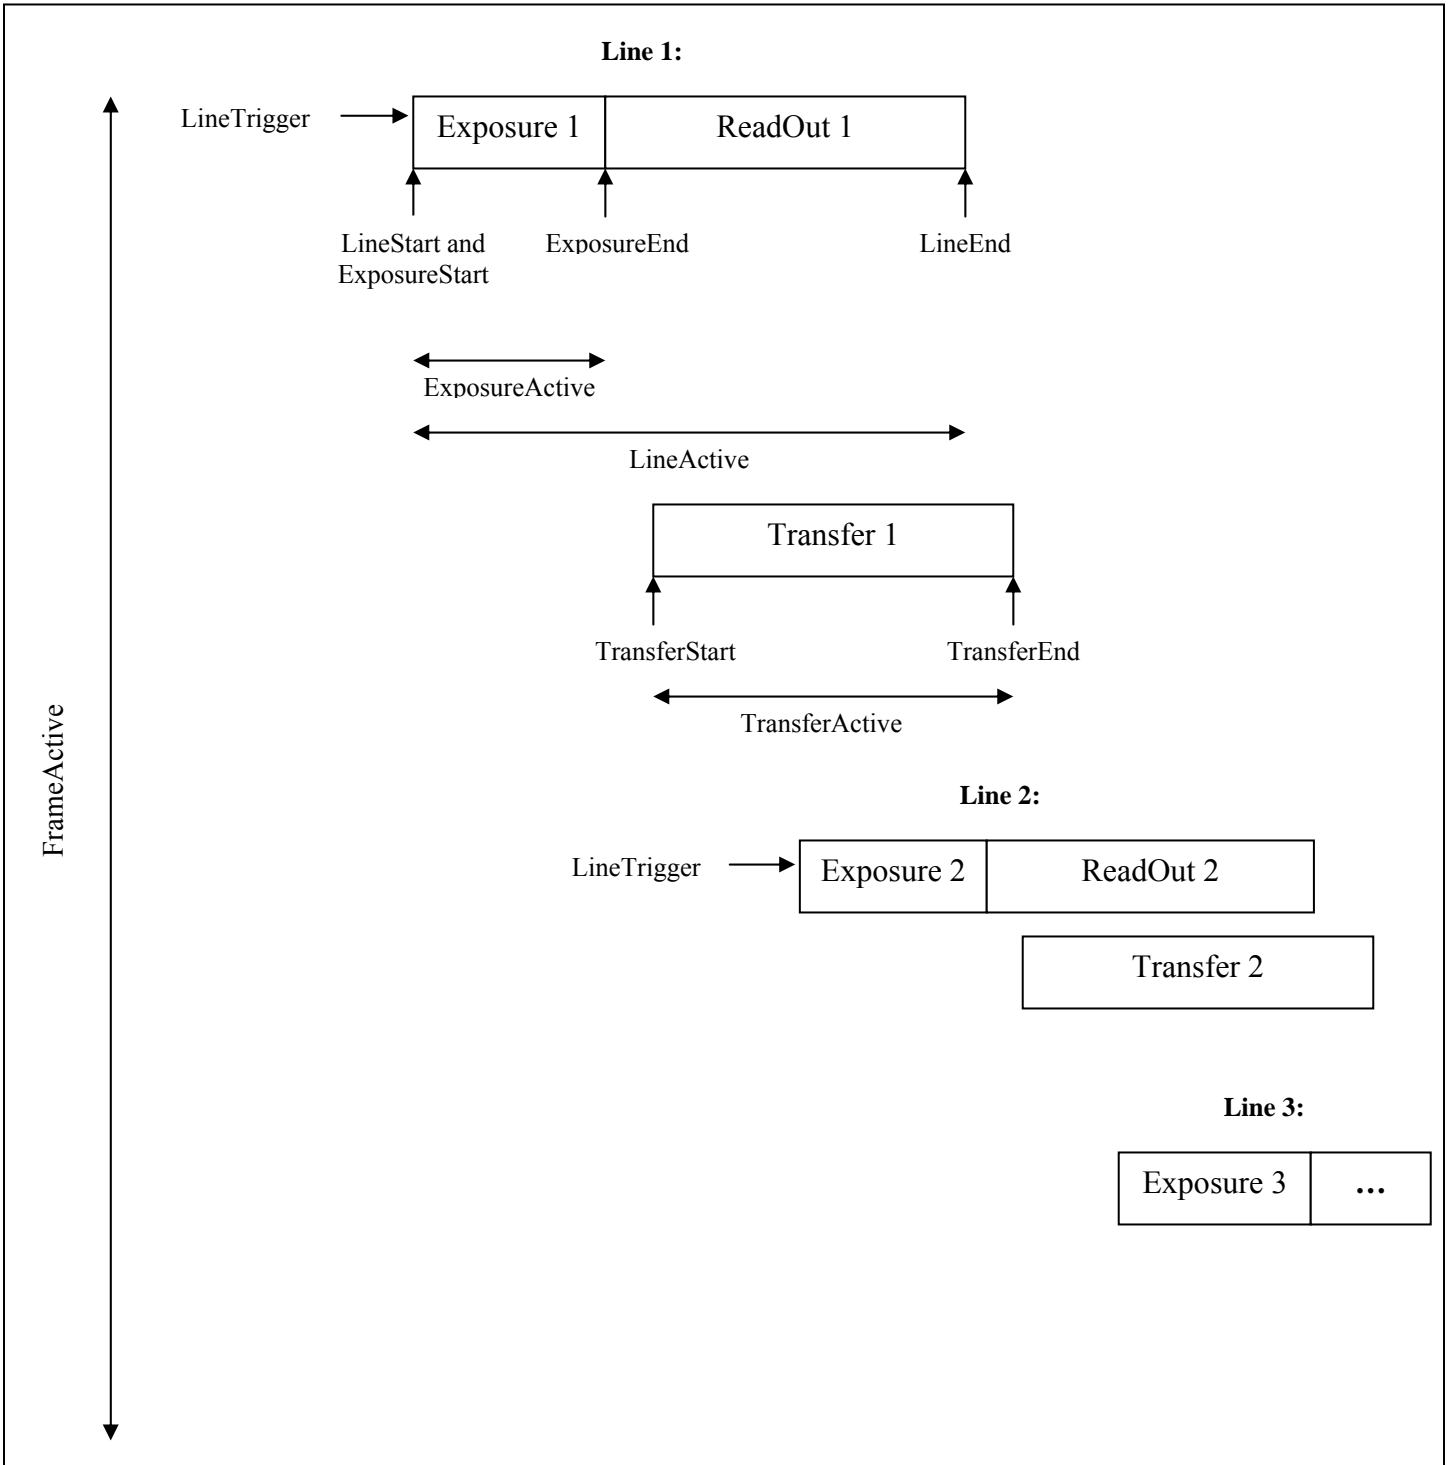 Line 1:
LineTrigger
Exposure 1
ReadOut 1
LineStart and
ExposureStart
ExposureEnd
LineEnd
ExposureActive
LineActive
Transfer 1
TransferStart
TransferEnd
TransferActive
FrameActive
Line 2:
LineTrigger
Exposure 2
ReadOut 2
Transfer 2
Line 3:
Exposure 3
...